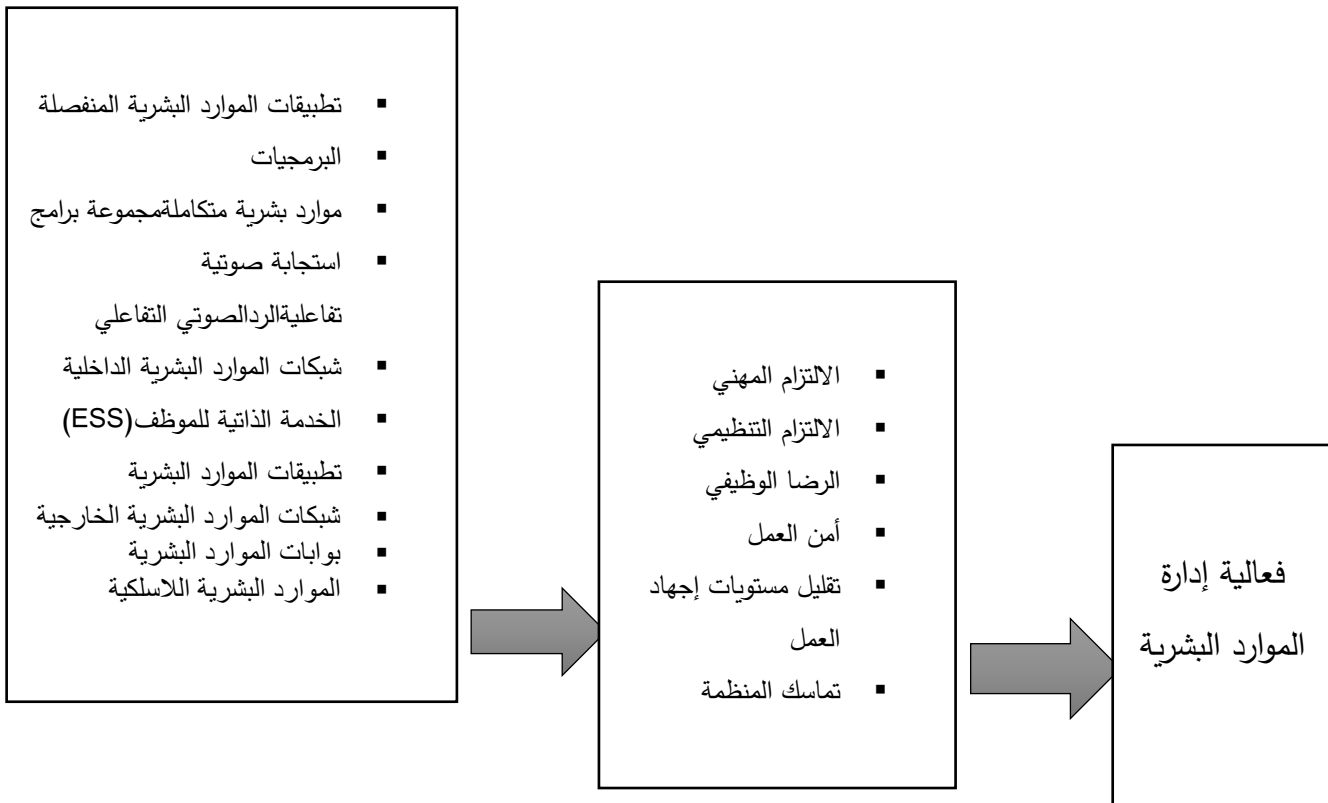 ▪ تطبيقات الموارد البشرية المنفصلة
▪ البرمجيات
▪ موارد بشرية متكاملةمجموعة برامج
▪ استجابة صوتية
تفاعليةالردالصوتي التفاعلي
▪ شبكات الموارد البشرية الداخلية
▪ الخدمة الذاتية للموظف(ESS)
▪ تطبيقات الموارد البشرية
▪ شبكات الموارد البشرية الخارجية
▪ بوابات الموارد البشرية
▪ الموارد البشرية اللاسلكية
▪ الالتزام المهني
▪ الالتزام التنظيمي
▪ الرضا الوظيفي
▪ أمن العمل
▪ تقليل مستويات إجهاد
العمل
▪ تماسك المنظمة
فعالية إدارة
الموارد البشرية